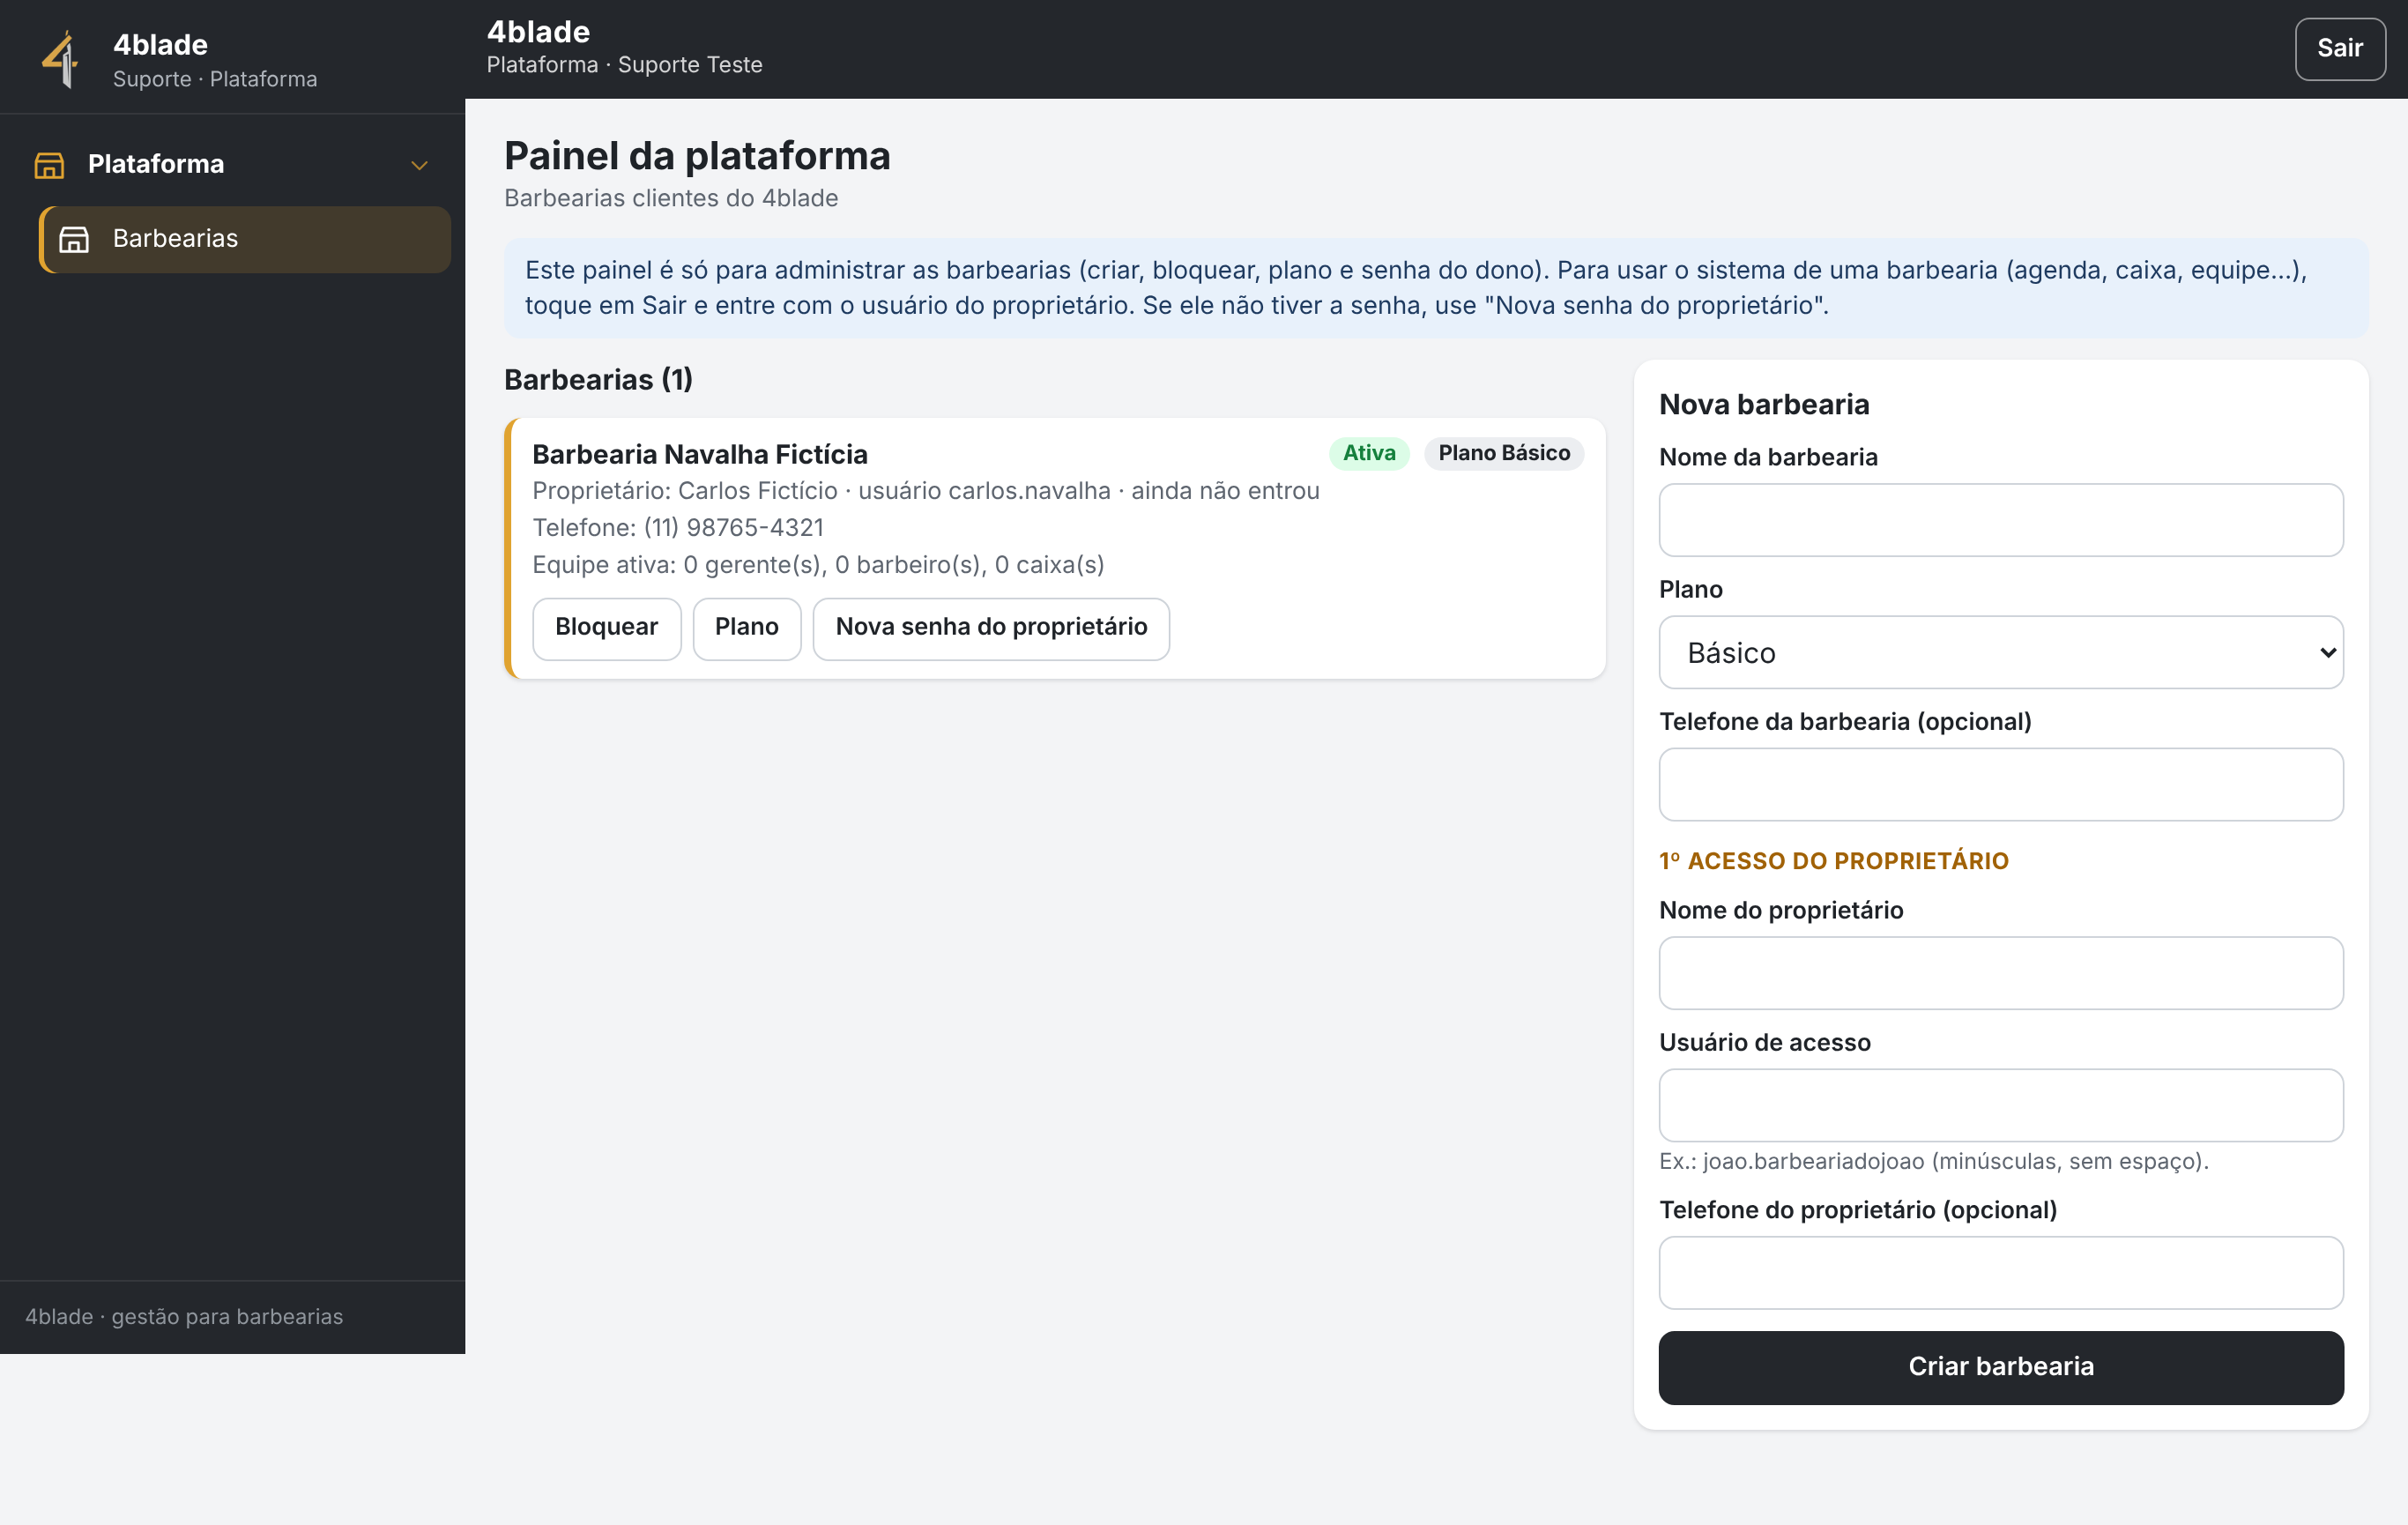 4blade
Suporte · Plataforma
Plataforma
Barbearias
4blade · gestão para barbearias
4blade
Plataforma · Suporte Teste
Sair
Painel da plataforma
Barbearias clientes do 4blade
Este painel é só para administrar as barbearias (criar, bloquear, plano e senha do dono). Para usar o sistema de uma barbearia (agenda, caixa, equipe...),
toque em Sair e entre com o usuário do proprietário. Se ele não tiver a senha, use "Nova senha do proprietário".
Barbearias (1)
Barbearia Navalha Fictícia
Ativa
Plano Básico
Proprietário: Carlos Fictício · usuário carlos.navalha · ainda não entrou
Telefone: (11) 98765-4321
Equipe ativa: 0 gerente(s), 0 barbeiro(s), 0 caixa(s)
Bloquear
Plano
Nova senha do proprietário
Nova barbearia
Nome da barbearia
Plano
Básico
Telefone da barbearia (opcional)
1º ACESSO DO PROPRIETÁRIO
Nome do proprietário
Usuário de acesso
Ex.: joao.barbeariadojoao (minúsculas, sem espaço).
Telefone do proprietário (opcional)
Criar barbearia